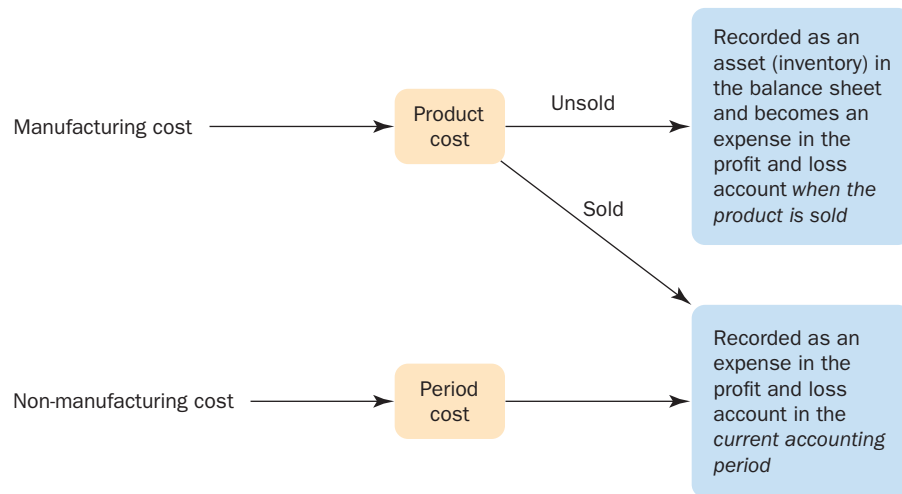 Manufacturing cost
Product
cost
Unsold
Recorded as an
asset (inventory) in
the balance sheet
and becomes an
expense in the
profit and loss
account when the
product is sold
Sold
Non-manufacturing cost
Period
cost
Recorded as an
expense in the
profit and loss
account in the
current accounting
period